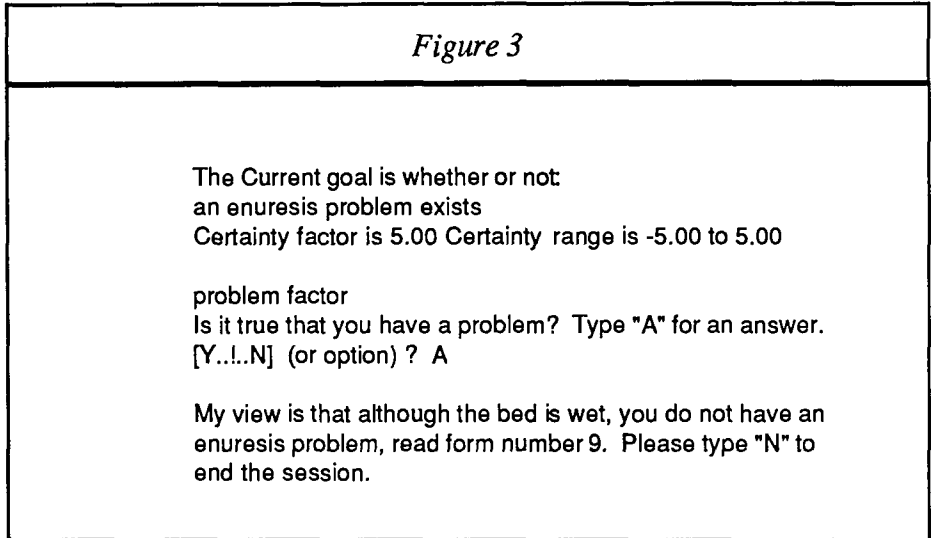 Figure 3
The Current goal is whether or not:
an enuresis problem exists
Certainty factor is 5.00 Certainty range is -5.00 to 5.00
problem factor
Is it true that you have a problem? Type "A" for an answer.
[Y..!..N] (or option) ? A
My view is that although the bed is wet, you do not have an
enuresis problem, read form number 9. Please type "N" to
end the session.